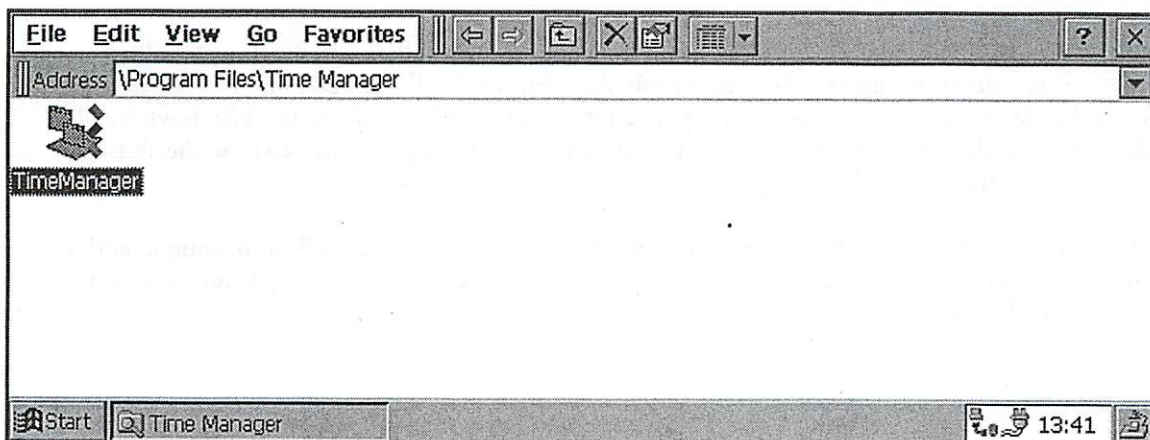 File Edit View Go Favorites ?
Address \Program Files\Time Manager
TimeManager
Start Time Manager 13:41